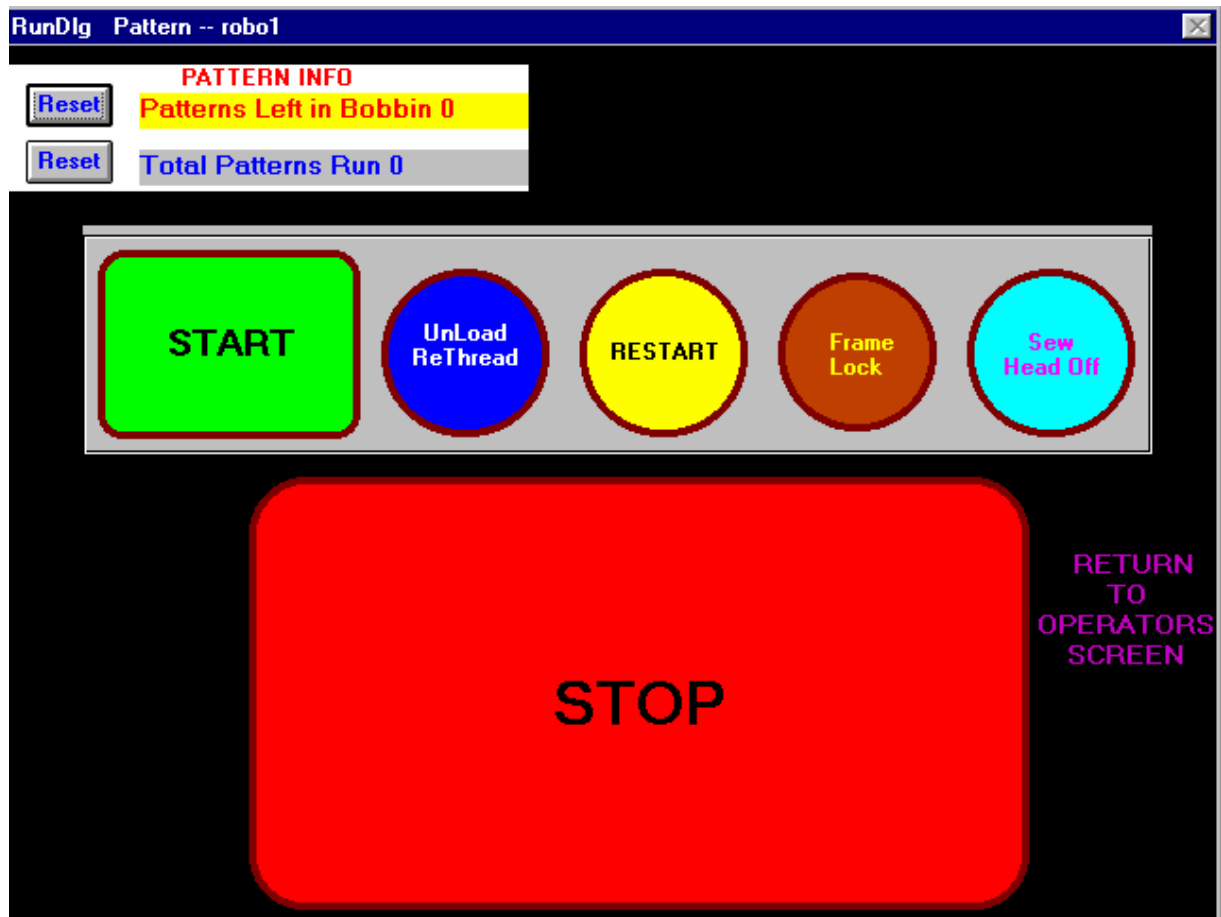 RunDlg Pattern -- robo1
PATTERN INFO
Reset
Patterns Left in Bobbin 0
Reset
Total Patterns Run 0
START
UnLoad
ReThread
RESTART
Frame
Lock
Sew
Head Off
STOP
RETURN
TO
OPERATORS
SCREEN